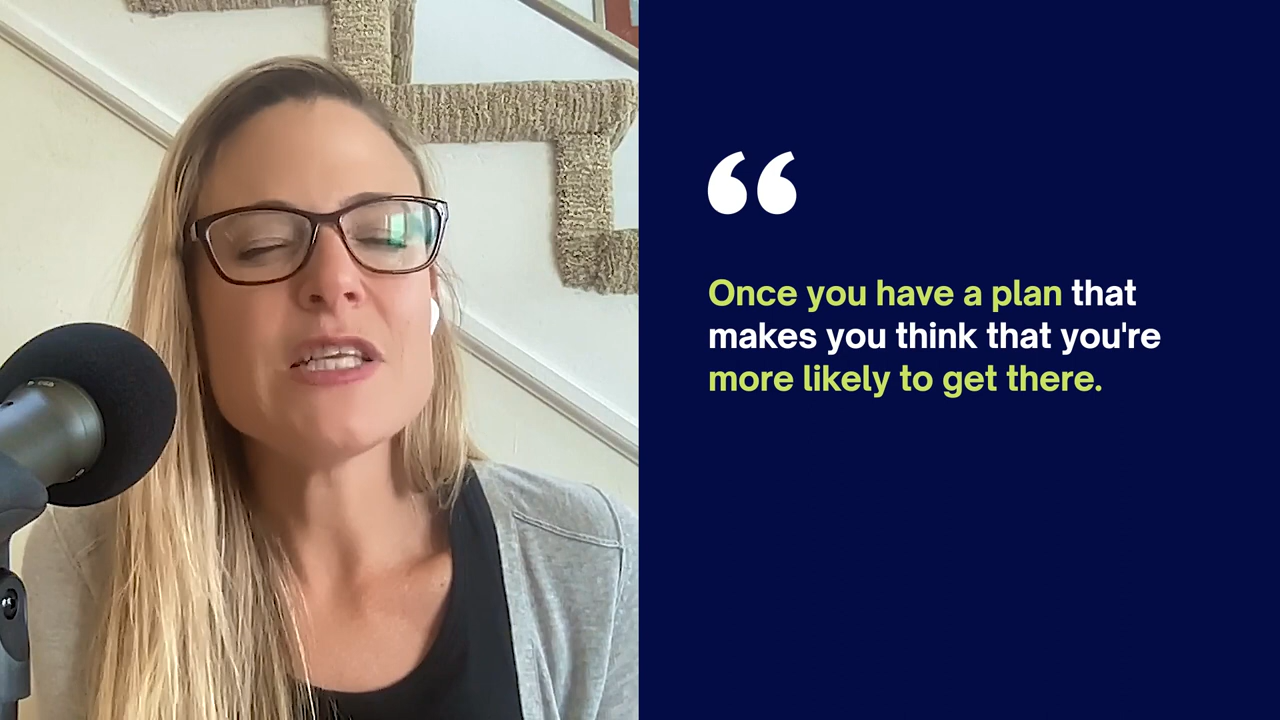 “
Once you have a plan that
makes you think that you're
more likely to get there.